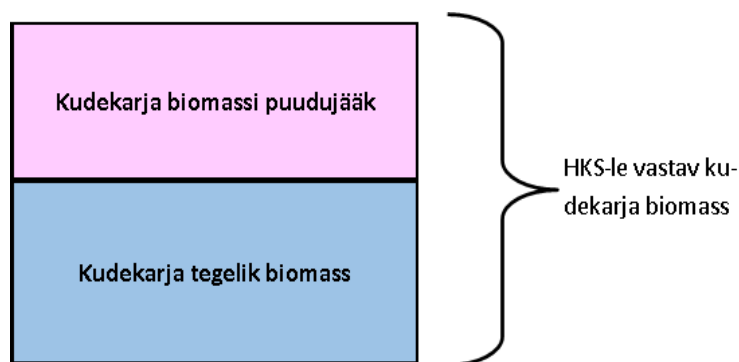 Kudekarja biomassi puudujääk
HKS-le vastav ku-
dekarja biomass
Kudekarja tegelik biomass